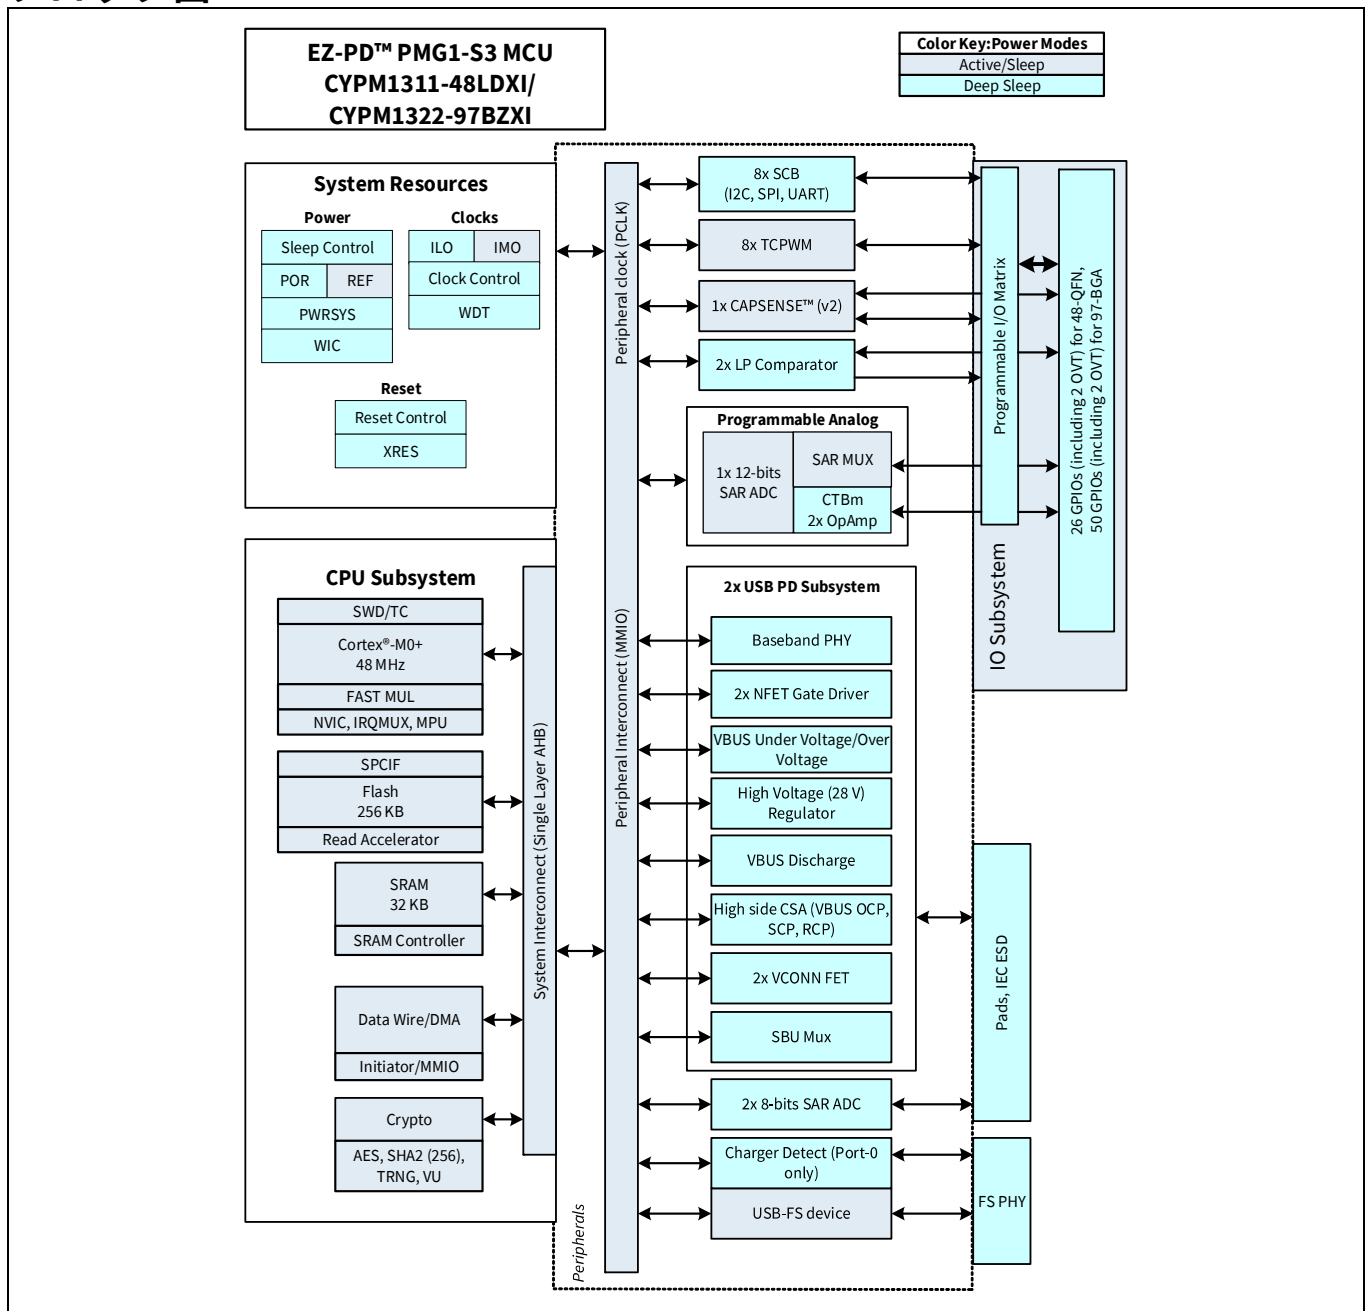 EZ-PD™ PMG1-S3 MCU
CYPM1311-48LDXI/
CYPM1322-97BZXI
Color Key:Power Modes
Active/Sleep
Deep Sleep
System Resources
Power
Clocks
Sleep Control
POR
REF
PWRSYS
WIC
ILO
IMO
Clock Control
WDT
Reset
Reset Control
XRES
CPU Subsystem
SWD/TC
Cortex®-M0+
48 MHz
FAST MUL
NVIC, IRQMUX, MPU
SPCIF
Flash
256 KB
Read Accelerator
SRAM
32 KB
SRAM Controller
Data Wire/DMA
Initiator/MMIO
Crypto
AES, SHA2 (256),
TRNG, VU
System Interconnect (Single Layer AHB)
Peripheral clock (PCLK)
Peripheral Interconnect (MMIO)
Peripherals
8x SCB
(I2C, SPI, UART)
8x TCPWM
1x CAPSENSE™ (v2)
2x LP Comparator
Programmable Analog
1x 12-bits
SAR ADC
SAR MUX
CTBm
2x OpAmp
2x USB PD Subsystem
Baseband PHY
2x NFET Gate Driver
VBUS Under Voltage/Over
Voltage
High Voltage (28 V)
Regulator
VBUS Discharge
High side CSA (VBUS OCP,
SCP, RCP)
2x VCONN FET
SBU Mux
2x 8-bits SAR ADC
Charger Detect (Port-0
only)
USB-FS device
Programmable I/O Matrix
26 GPIOs (including 2 OVT) for 48-QFN,
50 GPIOs (including 2 OVT) for 97-BGA
IO Subsystem
Pads, IEC ESD
FS PHY